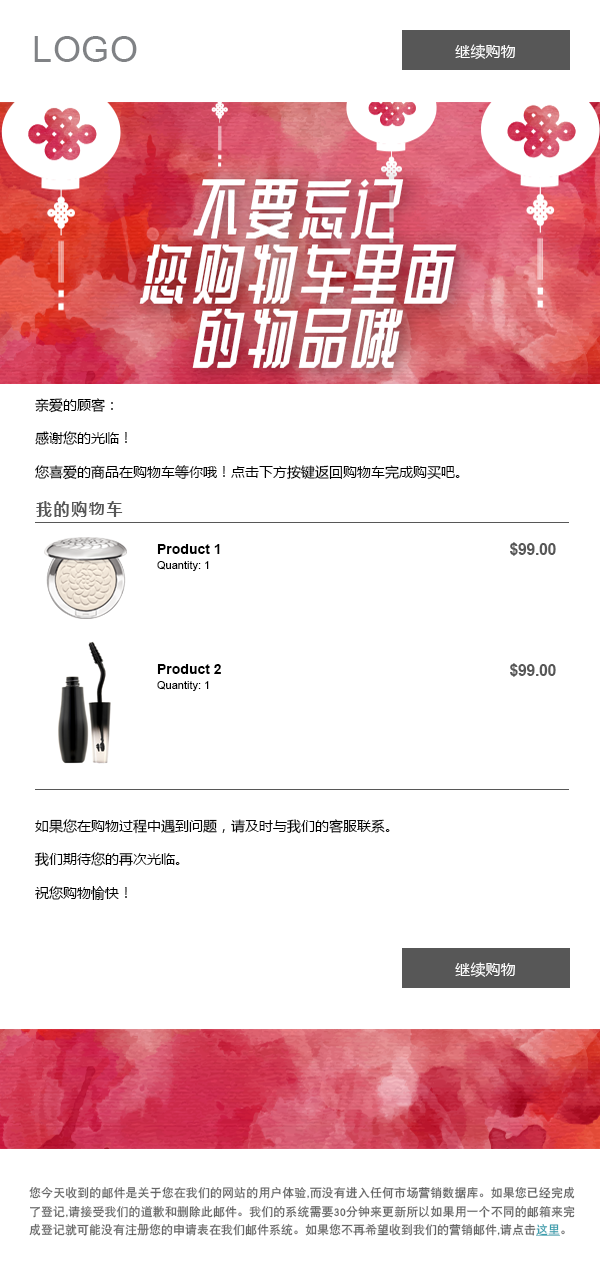 LOGO
继续购物
不要忘记
您购物车里面
的物品哦
亲爱的顾客：
感谢您的光临！
您喜爱的商品在购物车等你哦！点击下方按键返回购物车完成购买吧。
我的购物车
Product 1 $99.00
Quantity: 1
Product 2 $99.00
Quantity: 1
如果您在购物过程中遇到问题，请及时与我们的客服联系。
我们期待您的再次光临。
祝您购物愉快！
继续购物
您今天收到的邮件是关于您在我们的网站的用户体验,而没有进入任何市场营销数据库。如果您已经完成
了登记,请接受我们的道歉和删除此邮件。我们的系统需要30分钟来更新所以如果用一个不同的邮箱来完
成登记就可能没有注册您的申请表在我们邮件系统。如果您不再希望收到我们的营销邮件,请点击这里。